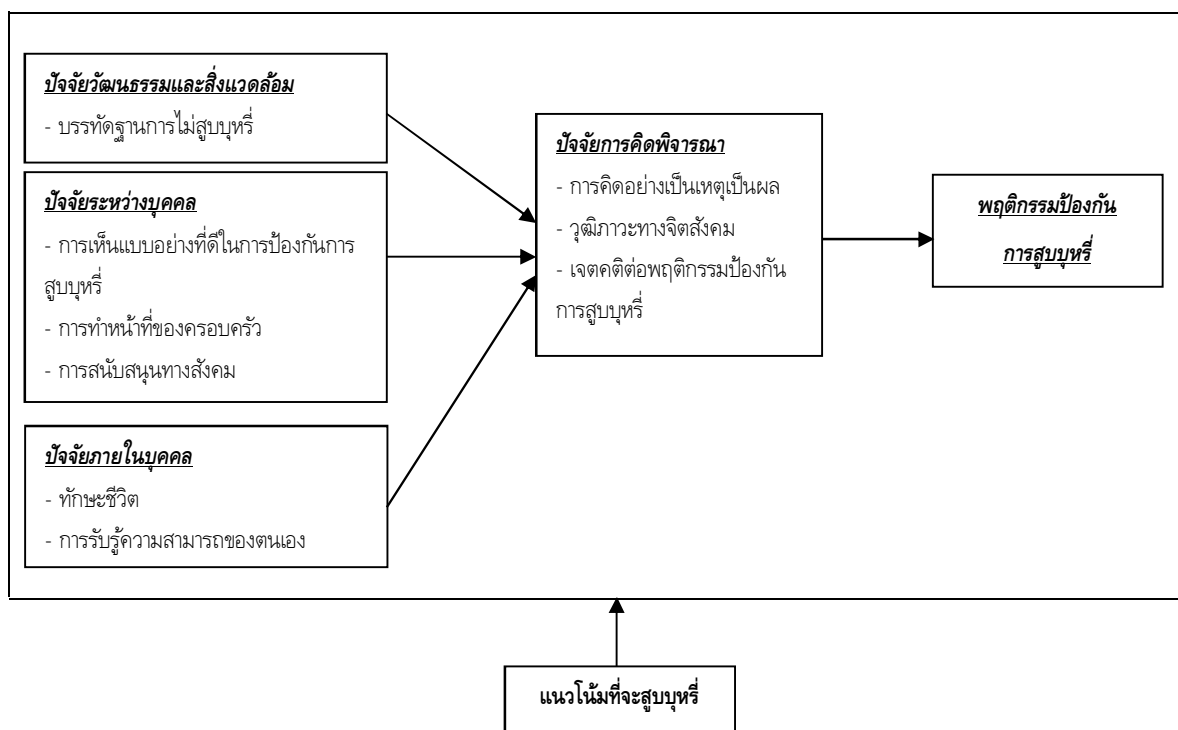 ปัจจัยวัฒนธรรมและสิ่งแวดล้อม
- บรรทัดฐานการไม่สูบบุหรี่
ปัจจัยระหว่างบุคคล
- การเห็นแบบอย่างที่ดีในการป้องกันการ
สูบบุหรี่
- การทำหน้าที่ของครอบครัว
- การสนับสนุนทางสังคม
ปัจจัยภายในบุคคล
- ทักษะชีวิต
- การรับรู้ความสามารถของตนเอง
ปัจจัยการคิดพิจารณา
- การคิดอย่างเป็นเหตุเป็นผล
- วุฒิภาวะทางจิตสังคม
- เจตคติต่อพฤติกรรมป้องกัน
การสูบบุหรี่
พฤติกรรมป้องกัน
การสูบบุหรี่
แนวโน้มที่จะสูบบุหรี่